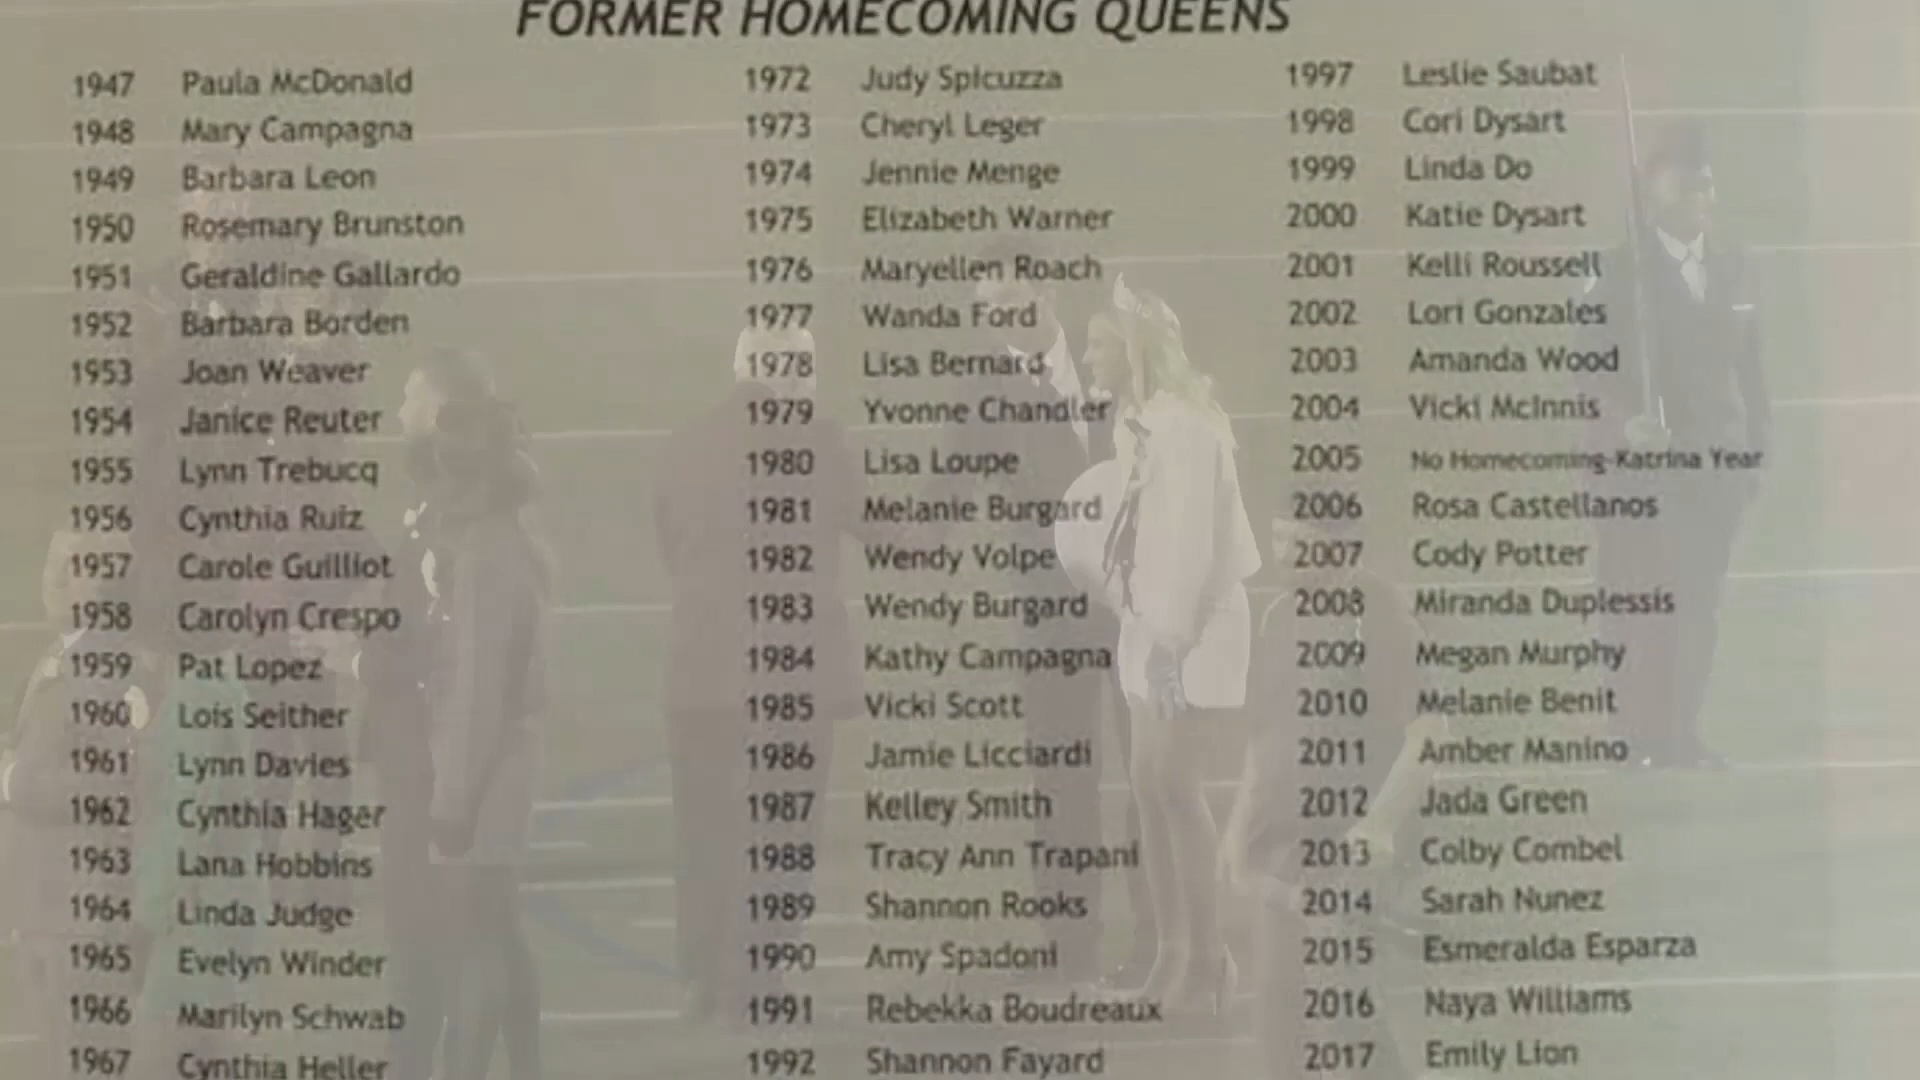 FORMER HOMECOMING QUEENS
1947 Paula McDonald
1948 Mary Campagna
1949 Barbara Leon
1950 Rosemary Brunston
1951 Geraldine Gallardo
1952 Barbara Borden
1953 Joan Weaver
1954 Janice Reuter
1955 Lynn Trebucq
1956 Cynthia Ruiz
1957 Carole Guilliot
1958 Carolyn Crespo
1959 Pat Lopez
1960 Lois Seither
1961 Lynn Davies
1962 Cynthia Hager
1963 Lana Hobbins
1964 Linda Judge
1965 Evelyn Winder
1966 Marilyn Schwab
1967 Cynthia Heller
1972 Judy Spicuzza
1973 Cheryl Leger
1974 Jennie Menge
1975 Elizabeth Warner
1976 Maryellen Roach
1977 Wanda Ford
1978 Lisa Bernard
1979 Yvonne Chandler
1980 Lisa Loupe
1981 Melanie Burgard
1982 Wendy Volpe
1983 Wendy Burgard
1984 Kathy Campagna
1985 Vicki Scott
1986 Jamie Licciardi
1987 Kelley Smith
1988 Tracy Ann Trapani
1989 Shannon Rooks
1990 Amy Spadoni
1991 Rebekka Boudreaux
1992 Shannon Fayard
1997 Leslie Saubat
1998 Cori Dysart
1999 Linda Do
2000 Katie Dysart
2001 Kelli Roussell
2002 Lori Gonzales
2003 Amanda Wood
2004 Vicki McInnis
2005 No Homecoming-Katrina Year
2006 Rosa Castellanos
2007 Cody Potter
2008 Miranda Duplessis
2009 Megan Murphy
2010 Melanie Benit
2011 Amber Manino
2012 Jada Green
2013 Colby Combel
2014 Sarah Nunez
2015 Esmeralda Esparza
2016 Naya Williams
2017 Emily Lion